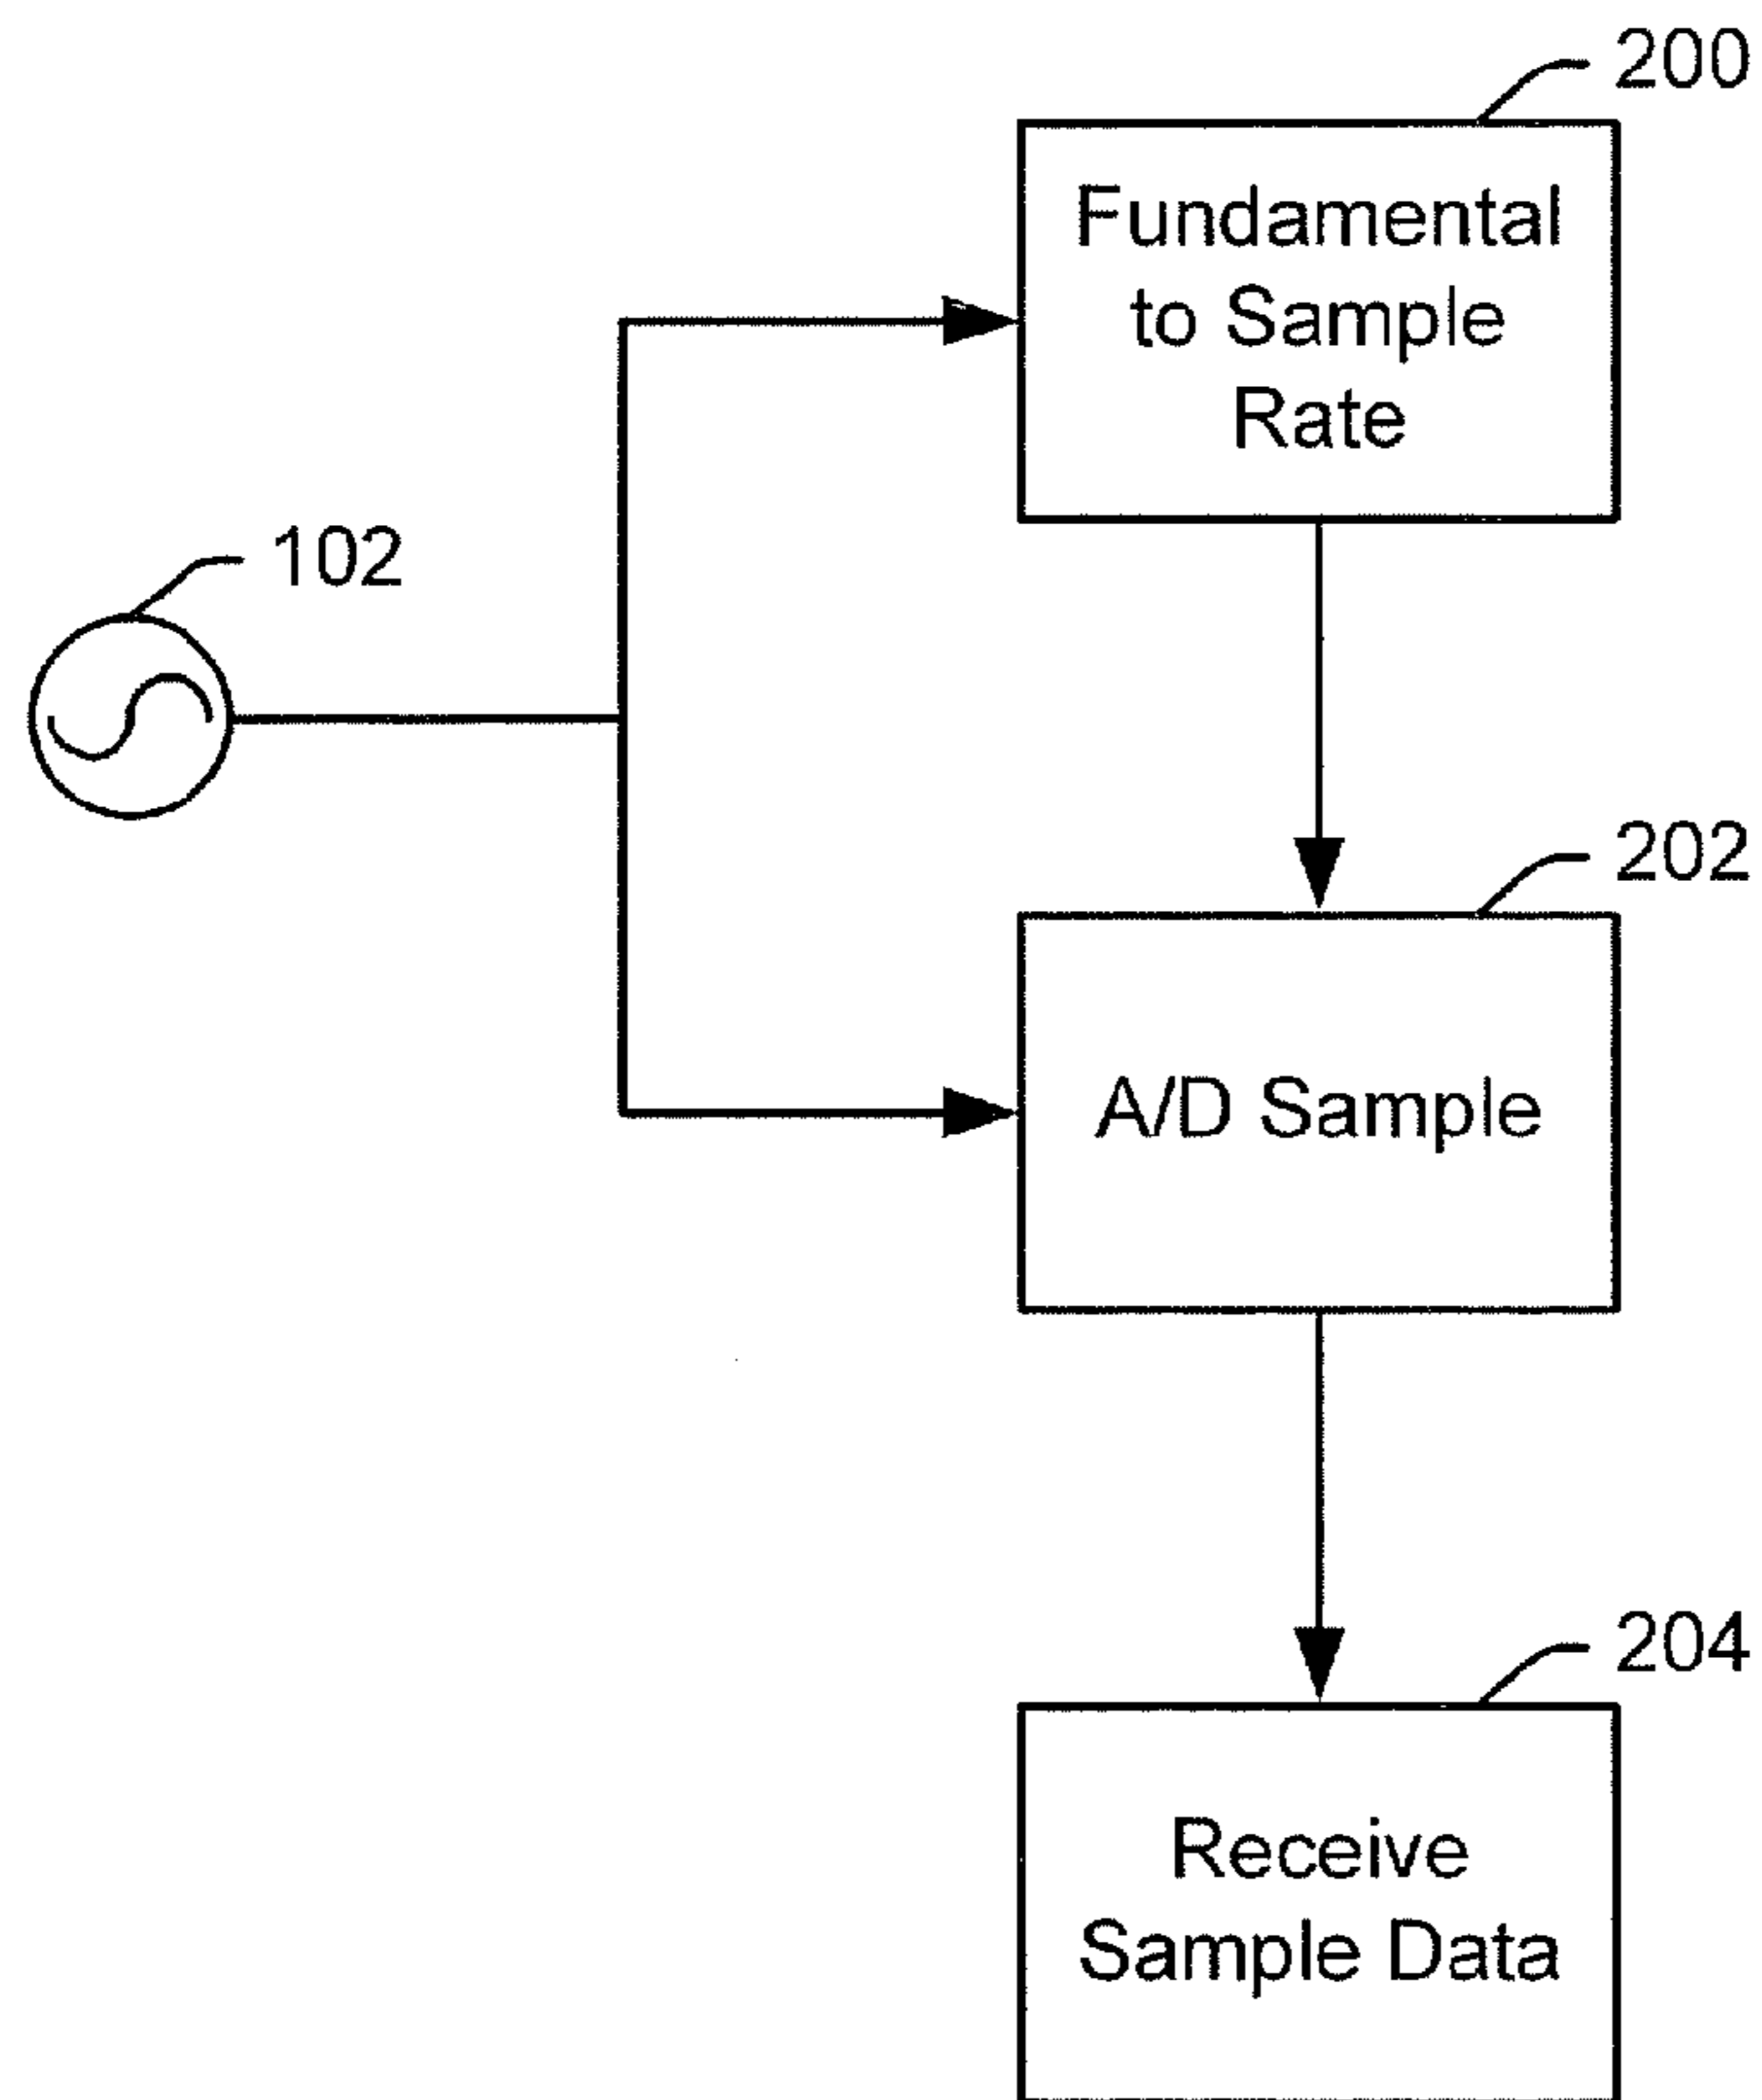 200
Fundamental
to Sample
Rate
102
202
A/D Sample
204
Receive
Sample Data